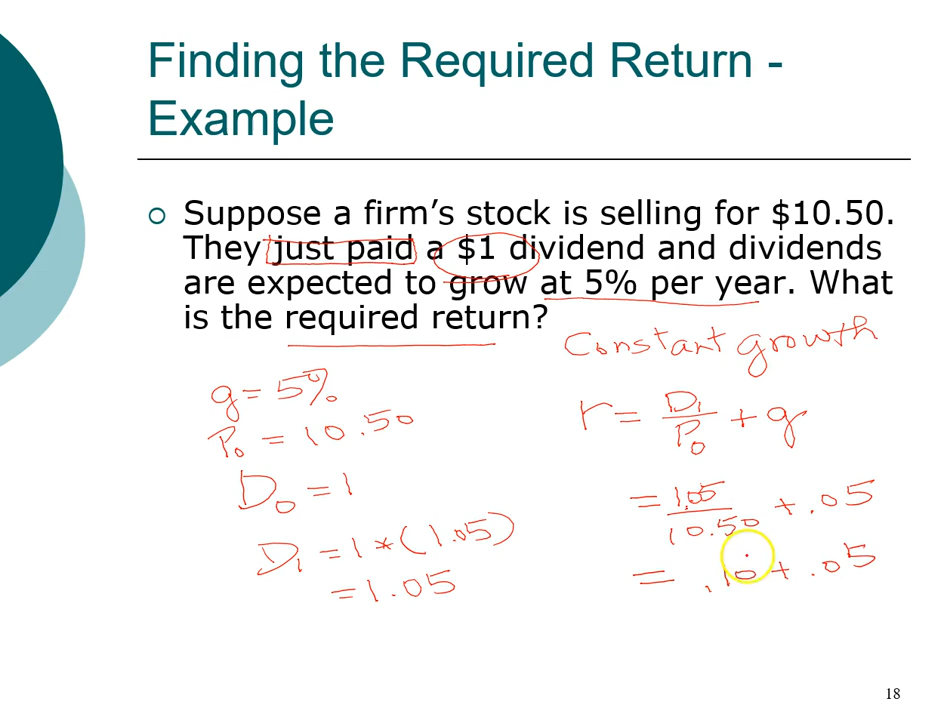 Finding the Required Return -
Example
Suppose a firm's stock is selling for $10.50.
They just paid a $1 dividend and dividends
are expected to grow at 5% per year. What
is the required return?
Constant growth
g = 5%
P₀ = 10.50
D₀ = 1
D₁ = 1 * (1.05)
= 1.05
r = D₁/P₀ + g
= 1.05/10.50 + .05
= .10 + .05
18